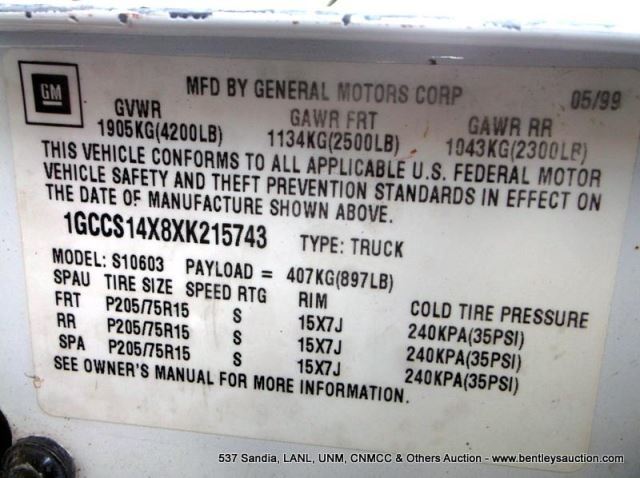 GM
MFD BY GENERAL MOTORS CORP 05/99
GVWR GAWR FRT GAWR RR
1905KG(4200LB) 1134KG(2500LB) 1043KG(2300LB)
THIS VEHICLE CONFORMS TO ALL APPLICABLE U.S. FEDERAL MOTOR
VEHICLE SAFETY AND THEFT PREVENTION STANDARDS IN EFFECT ON
THE DATE OF MANUFACTURE SHOWN ABOVE.
1GCCS14X8XK215743 TYPE: TRUCK
MODEL: S10603 PAYLOAD = 407KG(897LB)
SPAU TIRE SIZE SPEED RTG RIM COLD TIRE PRESSURE
FRT P205/75R15 S 15X7J 240KPA(35PSI)
RR P205/75R15 S 15X7J 240KPA(35PSI)
SPA P205/75R15 S 15X7J 240KPA(35PSI)
SEE OWNER'S MANUAL FOR MORE INFORMATION.
537 Sandia, LANL, UNM, CNMCC & Others Auction - www.bentleysauction.com